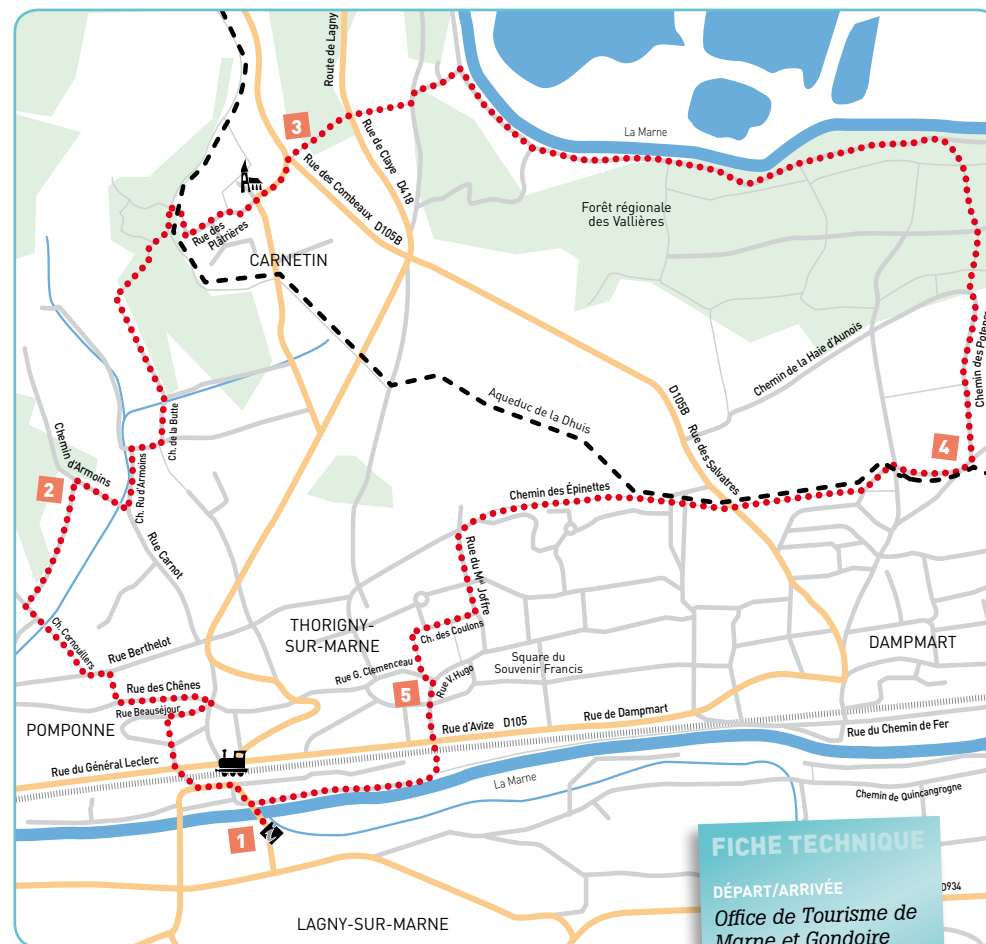 Route de Lagny
3
Rue de Claye D418
La Marne
Rue des Combeaux D105B
Forêt régionale
des Vallières
Rue des
Plâtrières
CARNETIN
Chemin de la Haie d'Aunois
Aqueduc de la Dhuis
D105B
Rue des Salvatres
Ch. de la Butte
Chemin d'Armoins
2
Ch. Ru d'Armoins
4
Chemin des Épinettes
Rue Carnot
Rue du Mal Joffre
Ch. Cornouillers
Rue Berthelot
THORIGNY-
SUR-MARNE
Ch. des Coulons
DAMPMART
Square du
Souvenir Francis
Rue G. Clemenceau
Rue V.Hugo
5
Rue des Chênes
Rue Beauséjour
POMPONNE
Rue d'Avize D105
Rue de Dampmart
Rue du Chemin de Fer
Rue du Général Leclerc
La Marne
Chemin de Quincangrogne
1
FICHE TECHNIQUE
DÉPART/ARRIVÉE
Office de Tourisme de
Marne et Gondoire
D934
LAGNY-SUR-MARNE